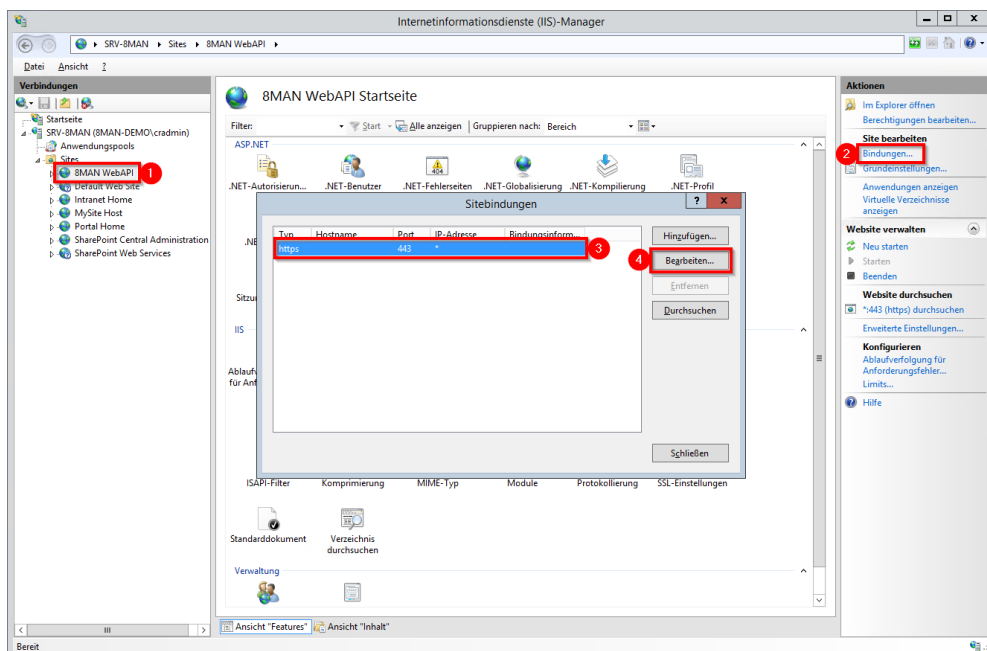 Internetinformationsdienste (IIS)-Manager
SRV-8MAN ▸ Sites ▸ 8MAN WebAPI ▸
Datei Ansicht ?
Verbindungen
Startseite
SRV-8MAN (8MAN-DEMO\cradmin)
Anwendungspools
Sites
8MAN WebAPI
1
Default Web Site
Intranet Home
MySite Host
Portal Home
SharePoint Central Administration
SharePoint Web Services
8MAN WebAPI Startseite
Filter: Start Alle anzeigen Gruppieren nach: Bereich
ASP.NET
404
.NET-Autorisierun... .NET-Benutzer .NET-Fehlerseiten .NET-Globalisierung .NET-Kompilierung .NET-Profil
Sitebindungen
? x
Typ Hostname Port IP-Adresse Bindungsinform...
https 443 *
3
Hinzufügen...
4
Bearbeiten...
Entfernen
Durchsuchen
Schließen
.NE
Sitzu
IIS
Ablaufv
für Anf
ISAPI-Filter Komprimierung MIME-Typ Module Protokollierung SSL-Einstellungen
Standarddokument Verzeichnis
durchsuchen
Verwaltung
Ansicht "Features" Ansicht "Inhalt"
Aktionen
Im Explorer öffnen
Berechtigungen bearbeiten...
Site bearbeiten
2
Bindungen...
Grundeinstellungen...
Anwendungen anzeigen
Virtuelle Verzeichnisse
anzeigen
Website verwalten
Neu starten
Starten
Beenden
Website durchsuchen
*:443 (https) durchsuchen
Erweiterte Einstellungen...
Konfigurieren
Ablaufverfolgung für
Anforderungsfehler...
Limits...
Hilfe
Bereit